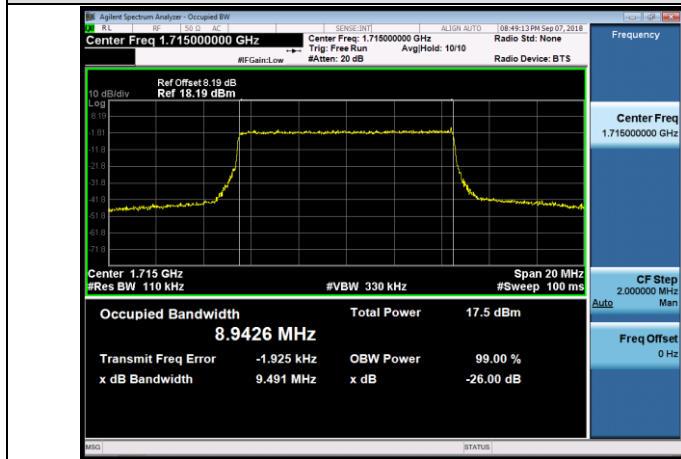 Agilent Spectrum Analyzer - Occupied BW
RL RF 50 Ω AC SENSE:INT ALIGN AUTO 08:49:13 PM Sep 07, 2018
Center Freq 1.715000000 GHz
Center Freq: 1.715000000 GHz Radio Std: None
Trig: Free Run Avg|Hold: 10/10
#IFGain:Low #Atten: 20 dB Radio Device: BTS
Ref Offset 8.19 dB
10 dB/div Ref 18.19 dBm
Log
8.19
-1.81
-11.8
-21.8
-31.8
-41.8
-51.8
-61.8
-71.8
Center 1.715 GHz Span 20 MHz
#Res BW 110 kHz #VBW 330 kHz #Sweep 100 ms
Occupied Bandwidth Total Power 17.5 dBm
8.9426 MHz
Transmit Freq Error -1.925 kHz OBW Power 99.00 %
x dB Bandwidth 9.491 MHz x dB -26.00 dB
MSG STATUS
Frequency
Center Freq
1.715000000 GHz
CF Step
2.000000 MHz
Auto Man
Freq Offset
0 Hz